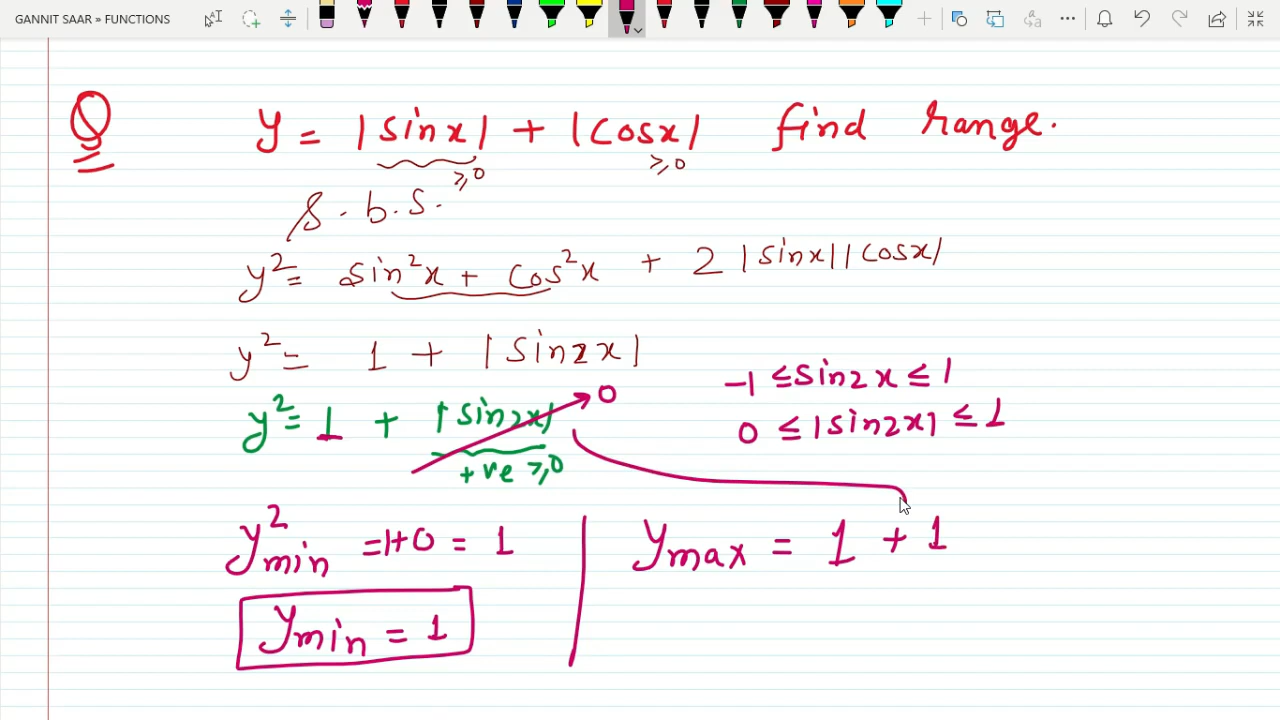 GANNIT SAAR » FUNCTIONS
Q y = |sinx| + |cosx| find range.
≥0 ≥0
S.b.S.
y² = sin²x + cos²x + 2 |sinx||cosx|
y² = 1 + |sin2x|
-1 ≤ sin2x ≤ 1
y² = 1 + |sin2x| 0
0 ≤ |sin2x| ≤ 1
+ve ≥0
y²min = 1+0 = 1
ymax = 1 + 1
ymin = 1